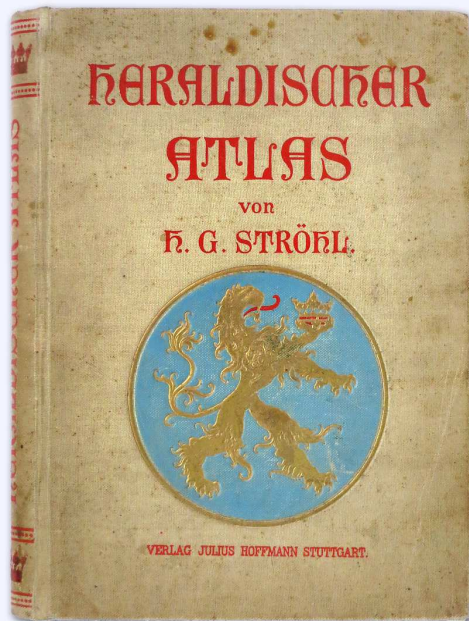 HERALDISCHER
ATLAS
von
H. G. STRÖHL.
VERLAG JULIUS HOFFMANN STUTTGART.